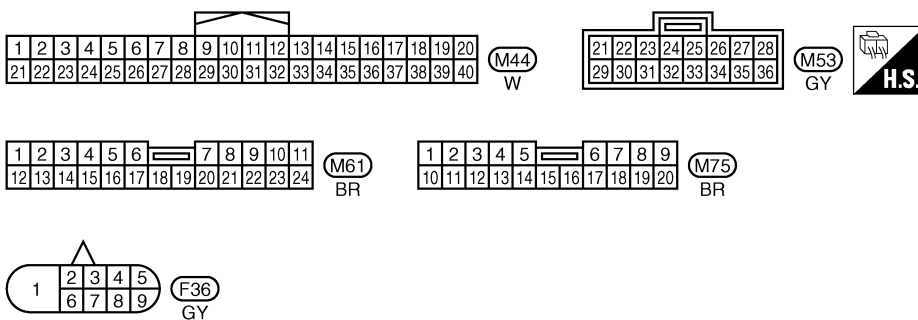 1 2 3 4 5 6 7 8 9 10 11 12 13 14 15 16 17 18 19 20
21 22 23 24 25 26 27 28 29 30 31 32 33 34 35 36 37 38 39 40
M44
W
21 22 23 24 25 26 27 28
29 30 31 32 33 34 35 36
M53
GY
H.S.
1 2 3 4 5 6 7 8 9 10 11
12 13 14 15 16 17 18 19 20 21 22 23 24
M61
BR
1 2 3 4 5 6 7 8 9
10 11 12 13 14 15 16 17 18 19 20
M75
BR
1
2 3 4 5
6 7 8 9
F36
GY